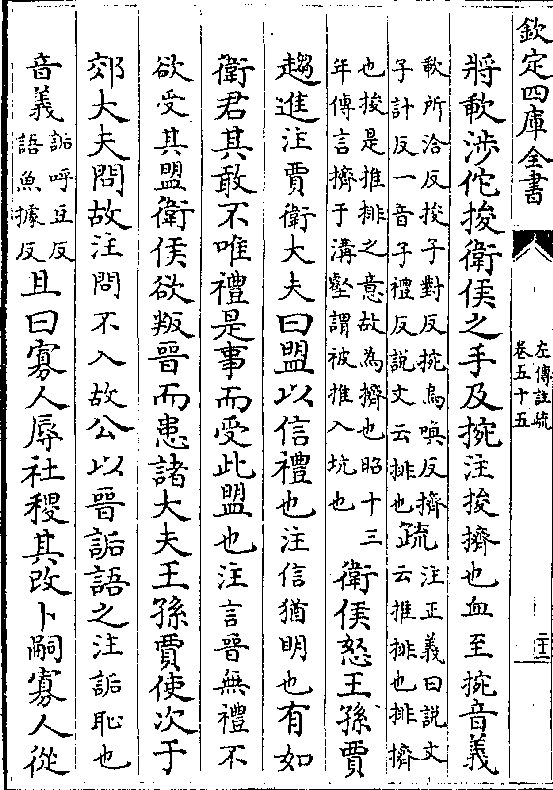 欽定四庫全書
左傳註疏
卷五十五
二十
將歃涉佗捘衛侯之手及捥注捘擠也血至捥音義
歃所洽反捘子對反捥烏喚反擠
子計反一音子禮反説文云排也疏注正義曰説文
云推排也排擠
也捘是推排之意故為擠也昭十三
年傳言擠于溝壑謂被推入坑也衛侯怒王孫賈
趨進注賈衛大夫曰盟以信禮也注信猶明也有如
衛君其敢不唯禮是事而受此盟也注言晉無禮不
欲受其盟衛侯欲叛晉而患諸大夫王孫賈使次于
郊大夫問故注問不入故公以晉詬語之注詬恥也
音義詬呼豆反
語魚據反且曰寡人辱社稷其改卜嗣寡人從